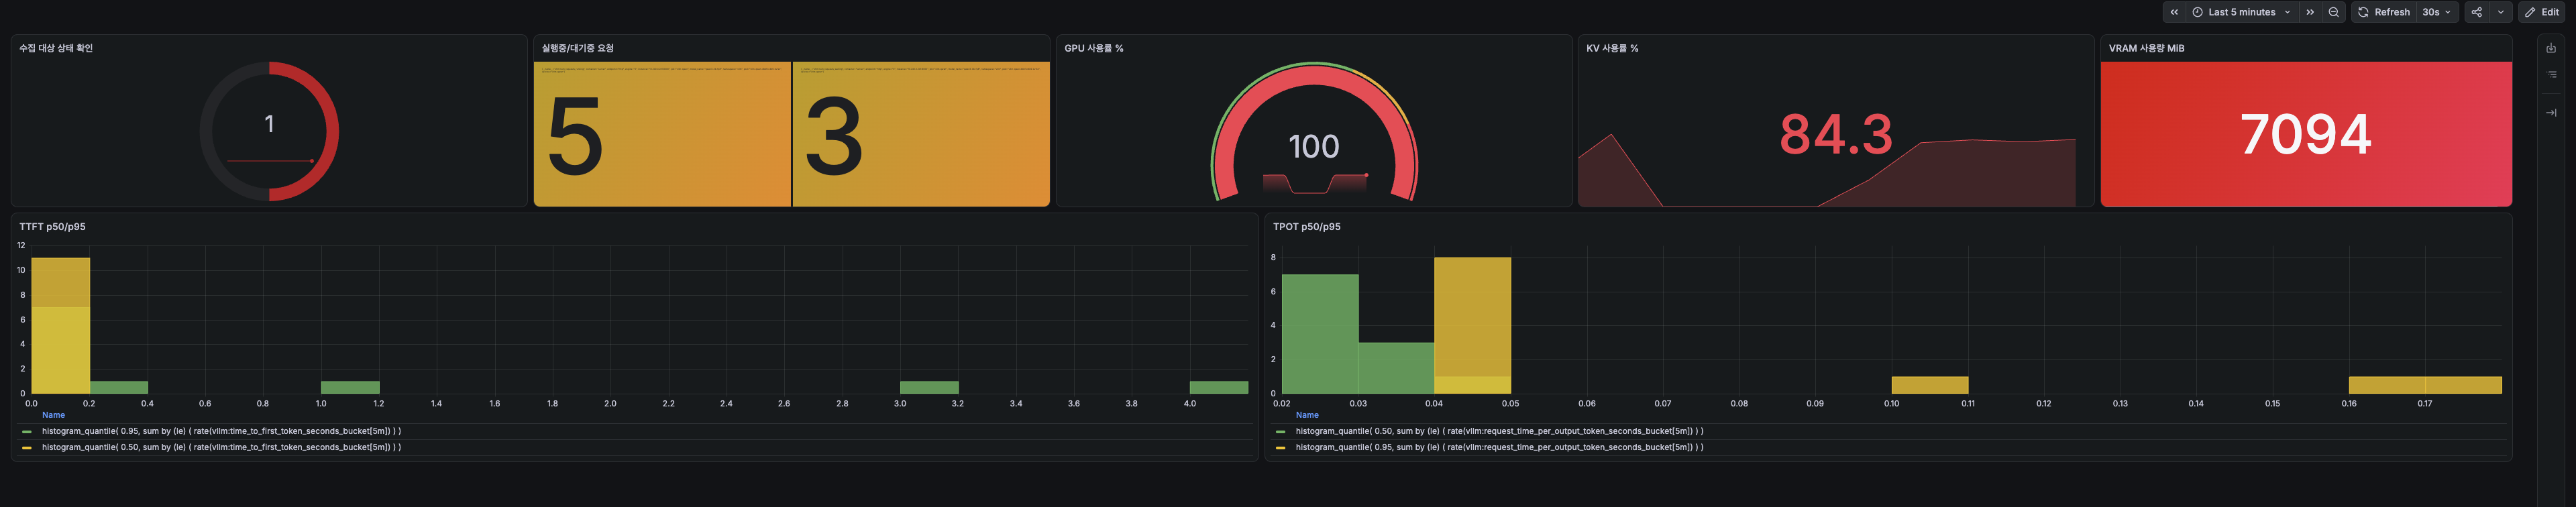 Last 5 minutes
Refresh
30s
Edit
수집 대상 상태 확인
1
실행중/대기중 요청
5
3
GPU 사용률 %
100
KV 사용률 %
84.3
VRAM 사용량 MiB
7094
TTFT p50/p95
12
10
8
6
4
2
0
0.0 0.2 0.4 0.6 0.8 1.0 1.2 1.4 1.6 1.8 2.0 2.2 2.4 2.6 2.8 3.0 3.2 3.4 3.6 3.8 4.0
Name
histogram_quantile( 0.95, sum by (le) ( rate(vllm:time_to_first_token_seconds_bucket[5m]) ) )
histogram_quantile( 0.50, sum by (le) ( rate(vllm:time_to_first_token_seconds_bucket[5m]) ) )
TPOT p50/p95
8
6
4
2
0
0.02 0.03 0.04 0.05 0.06 0.07 0.08 0.09 0.10 0.11 0.12 0.13 0.14 0.15 0.16 0.17
Name
histogram_quantile( 0.50, sum by (le) ( rate(vllm:request_time_per_output_token_seconds_bucket[5m]) ) )
histogram_quantile( 0.95, sum by (le) ( rate(vllm:request_time_per_output_token_seconds_bucket[5m]) ) )